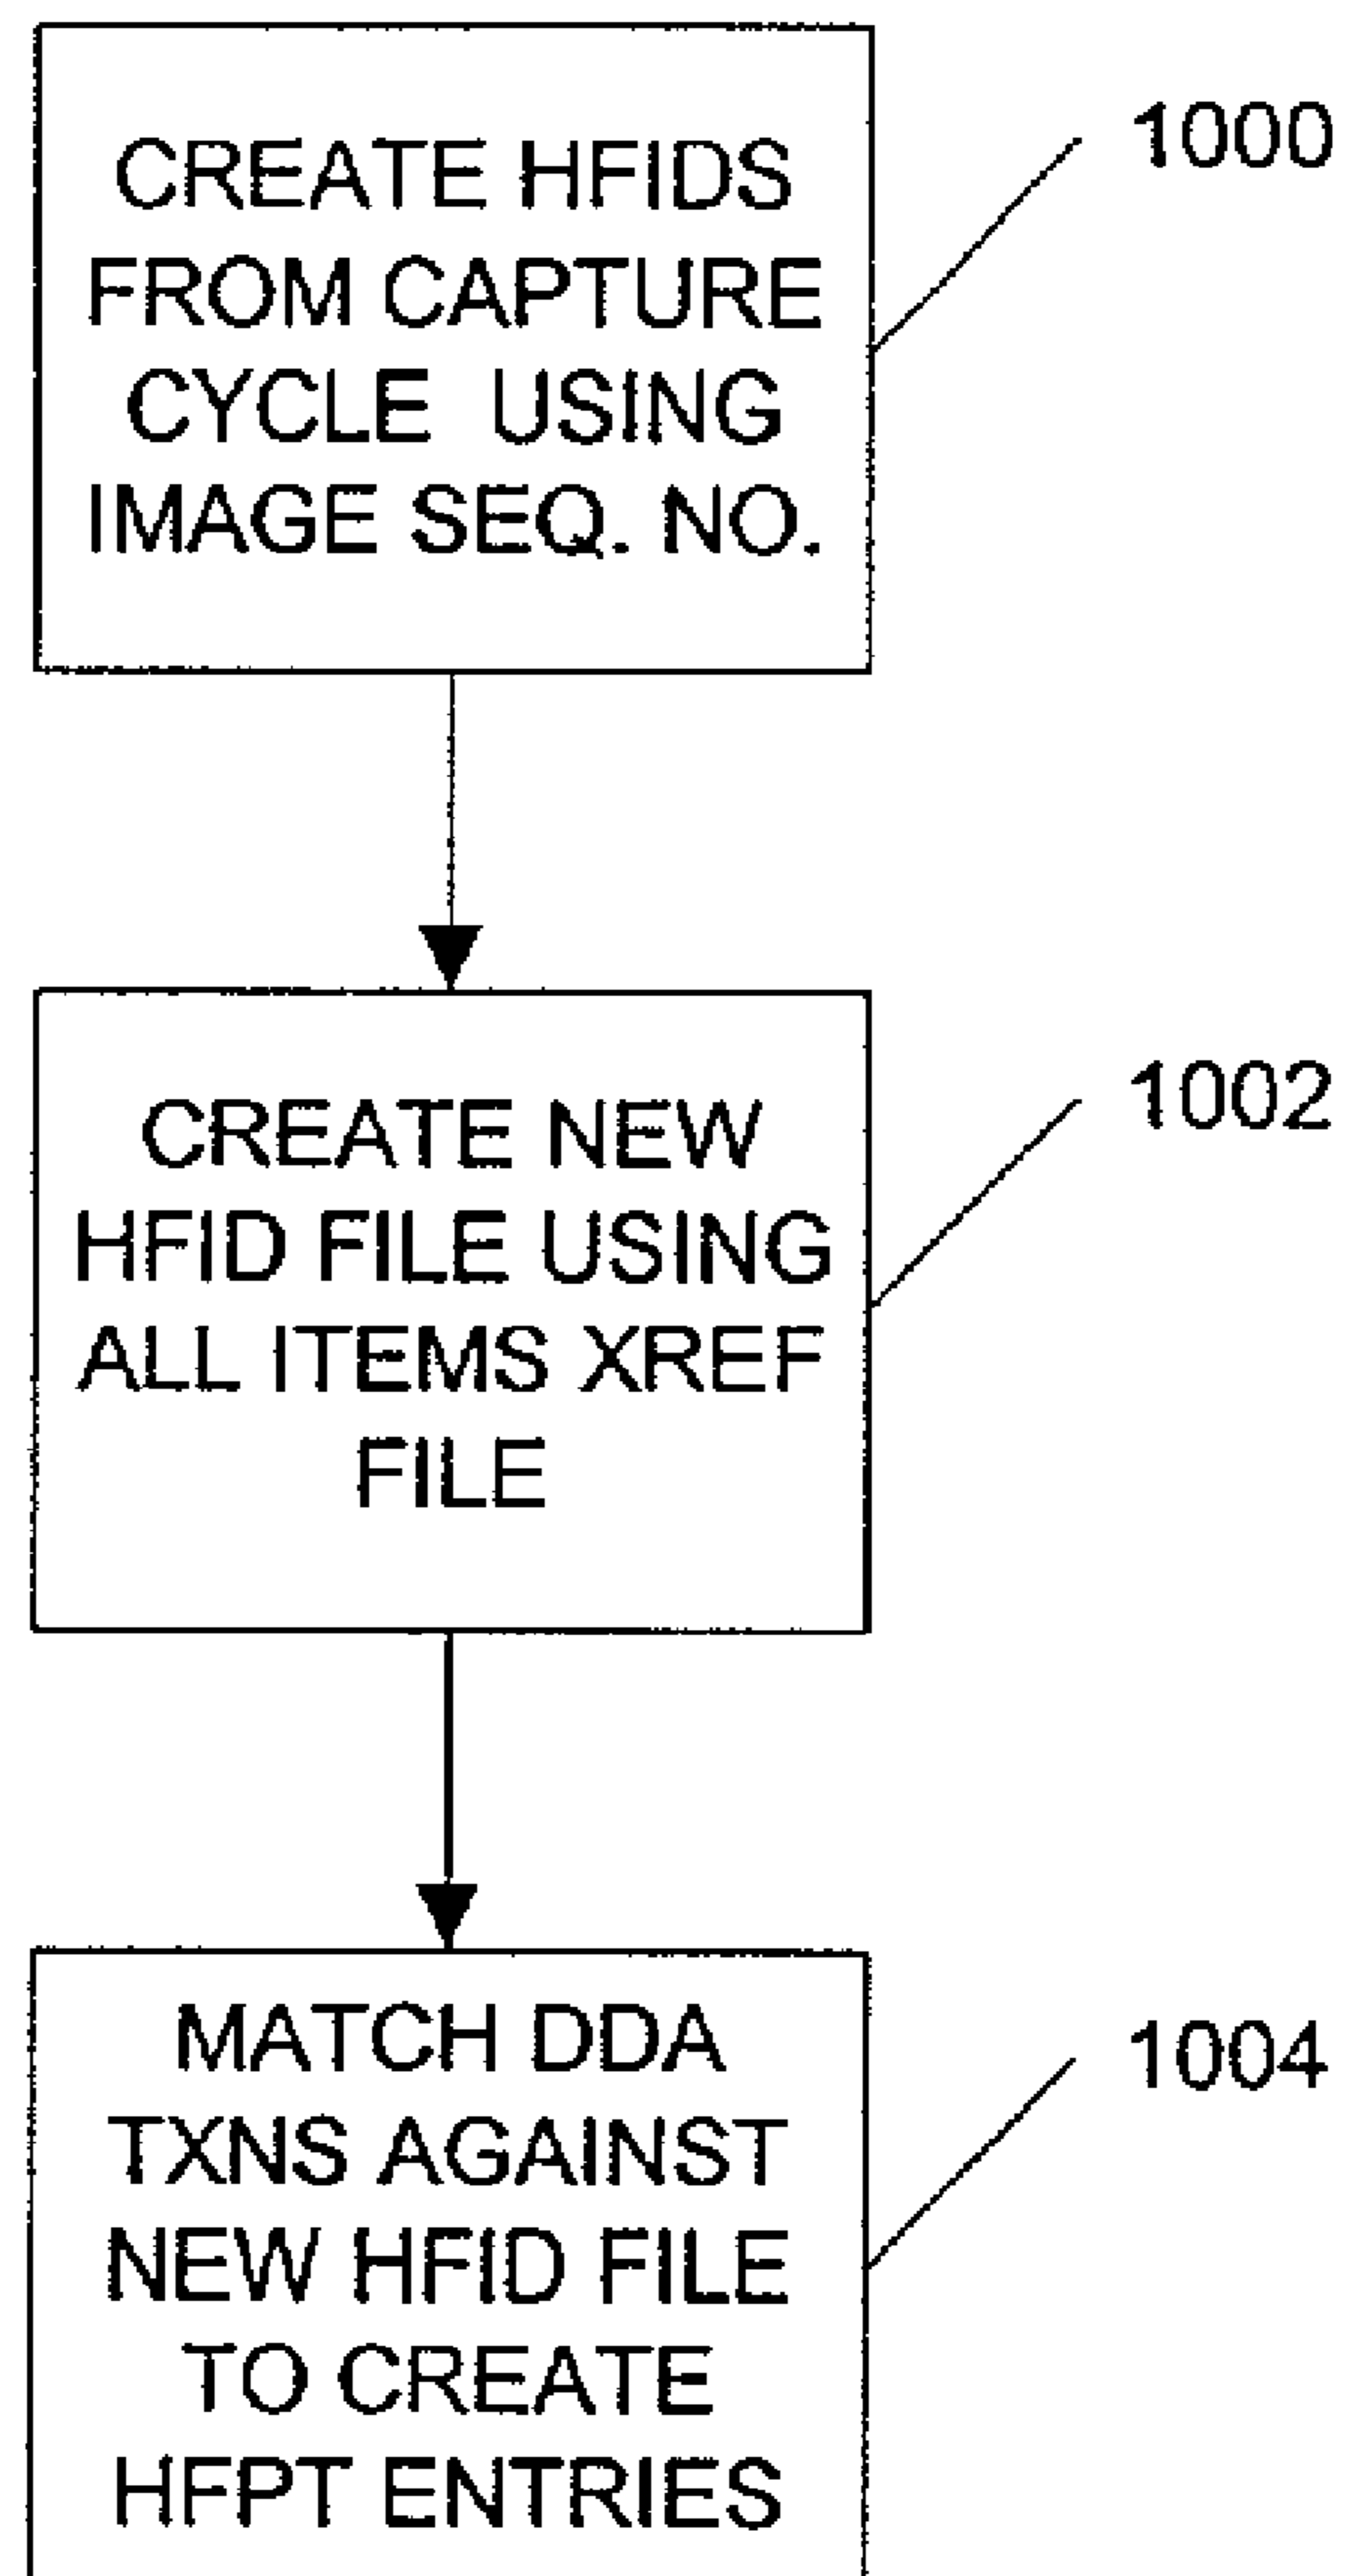 CREATE HFIDS
FROM CAPTURE
CYCLE USING
IMAGE SEQ. NO.
1000
CREATE NEW
HFID FILE USING
ALL ITEMS XREF
FILE
1002
MATCH DDA
TXNS AGAINST
NEW HFID FILE
TO CREATE
HFPT ENTRIES
1004